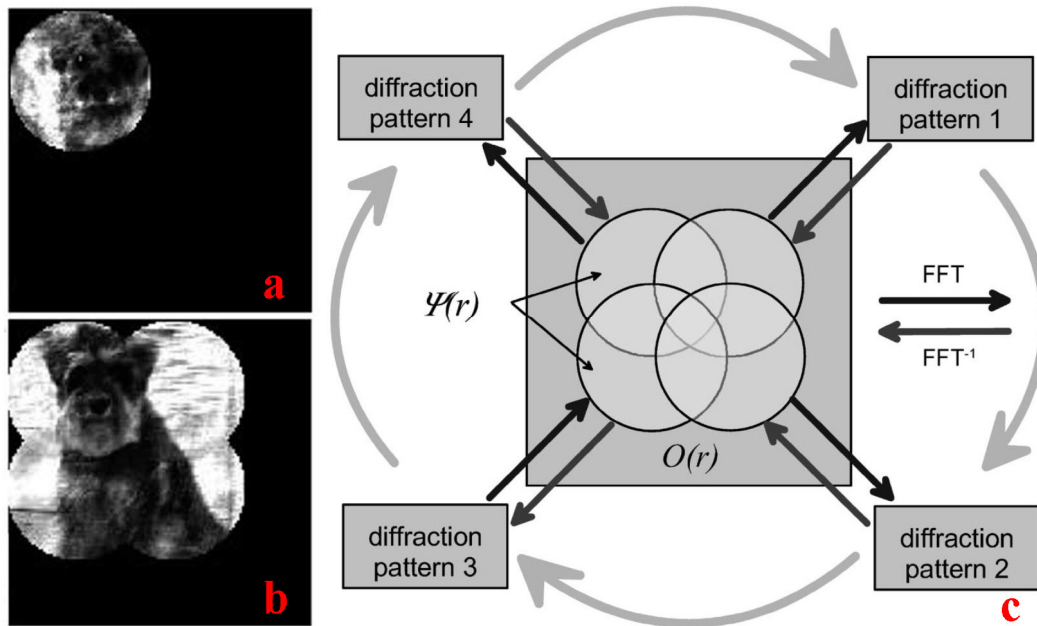 a
b
diffraction
pattern 4
diffraction
pattern 1
Ψ(r)
FFT
FFT-1
O(r)
diffraction
pattern 3
diffraction
pattern 2
c